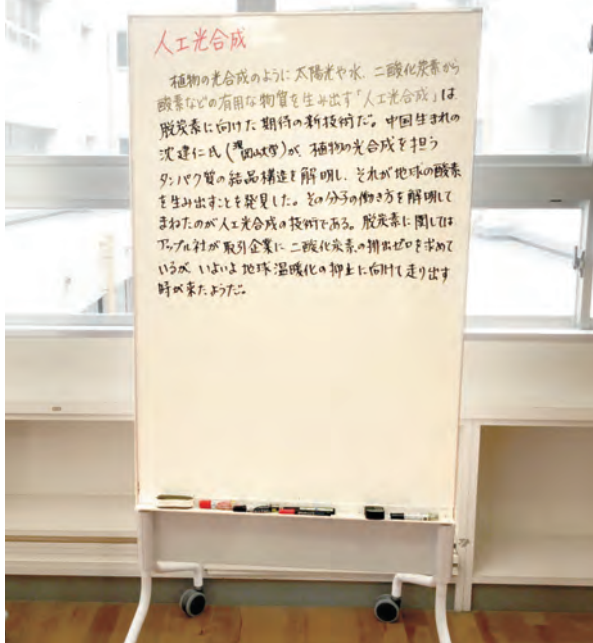 人工光合成
植物の光合成のように太陽光や水、二酸化炭素から
酸素などの有用な物質を生み出す「人工光合成」は
脱炭素に向けた期待の新技術だ。中国生まれの
沈建仁氏(現岡山大学)が、植物の光合成を担う
タンパク質の結晶構造を解明し、それが地球の酸素
を生み出すことを発見した。その分子の働き方を解明して
まねたのが人工光合成の技術である。脱炭素に関しては
アップル社が取引企業に二酸化炭素の排出ゼロを求めて
いるが、いよいよ地球温暖化の抑止に向けて走り出す
時が来たようだ。